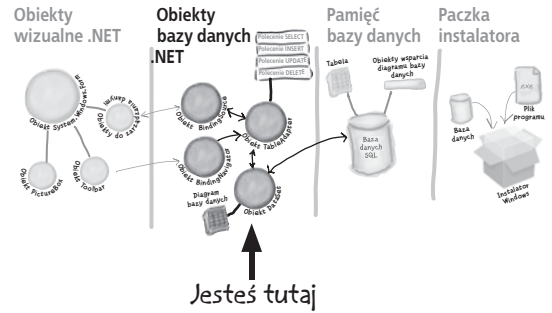 Obiekty
wizualne .NET
Obiekty
bazy danych
.NET
Pamięć
bazy danych
Paczka
instalatora
Polecenie SELECT
Polecenie INSERT
Polecenie UPDATE
Polecenie DELETE
Obiekt System.Windows.Form
Obiekty do zarządzania danymi
Obiekt PictureBox
Obiekt Toolbar
Obiekt BindingSource
Obiekt TableAdapter
Obiekt BindingNavigator
Diagram
bazy danych
Obiekt DataSet
Tabela
Obiekty wsparcia
diagramu bazy
danych
Baza
danych
SQL
.exe
Plik
programu
Baza
danych
Instalator
Windows
Jesteś tutaj